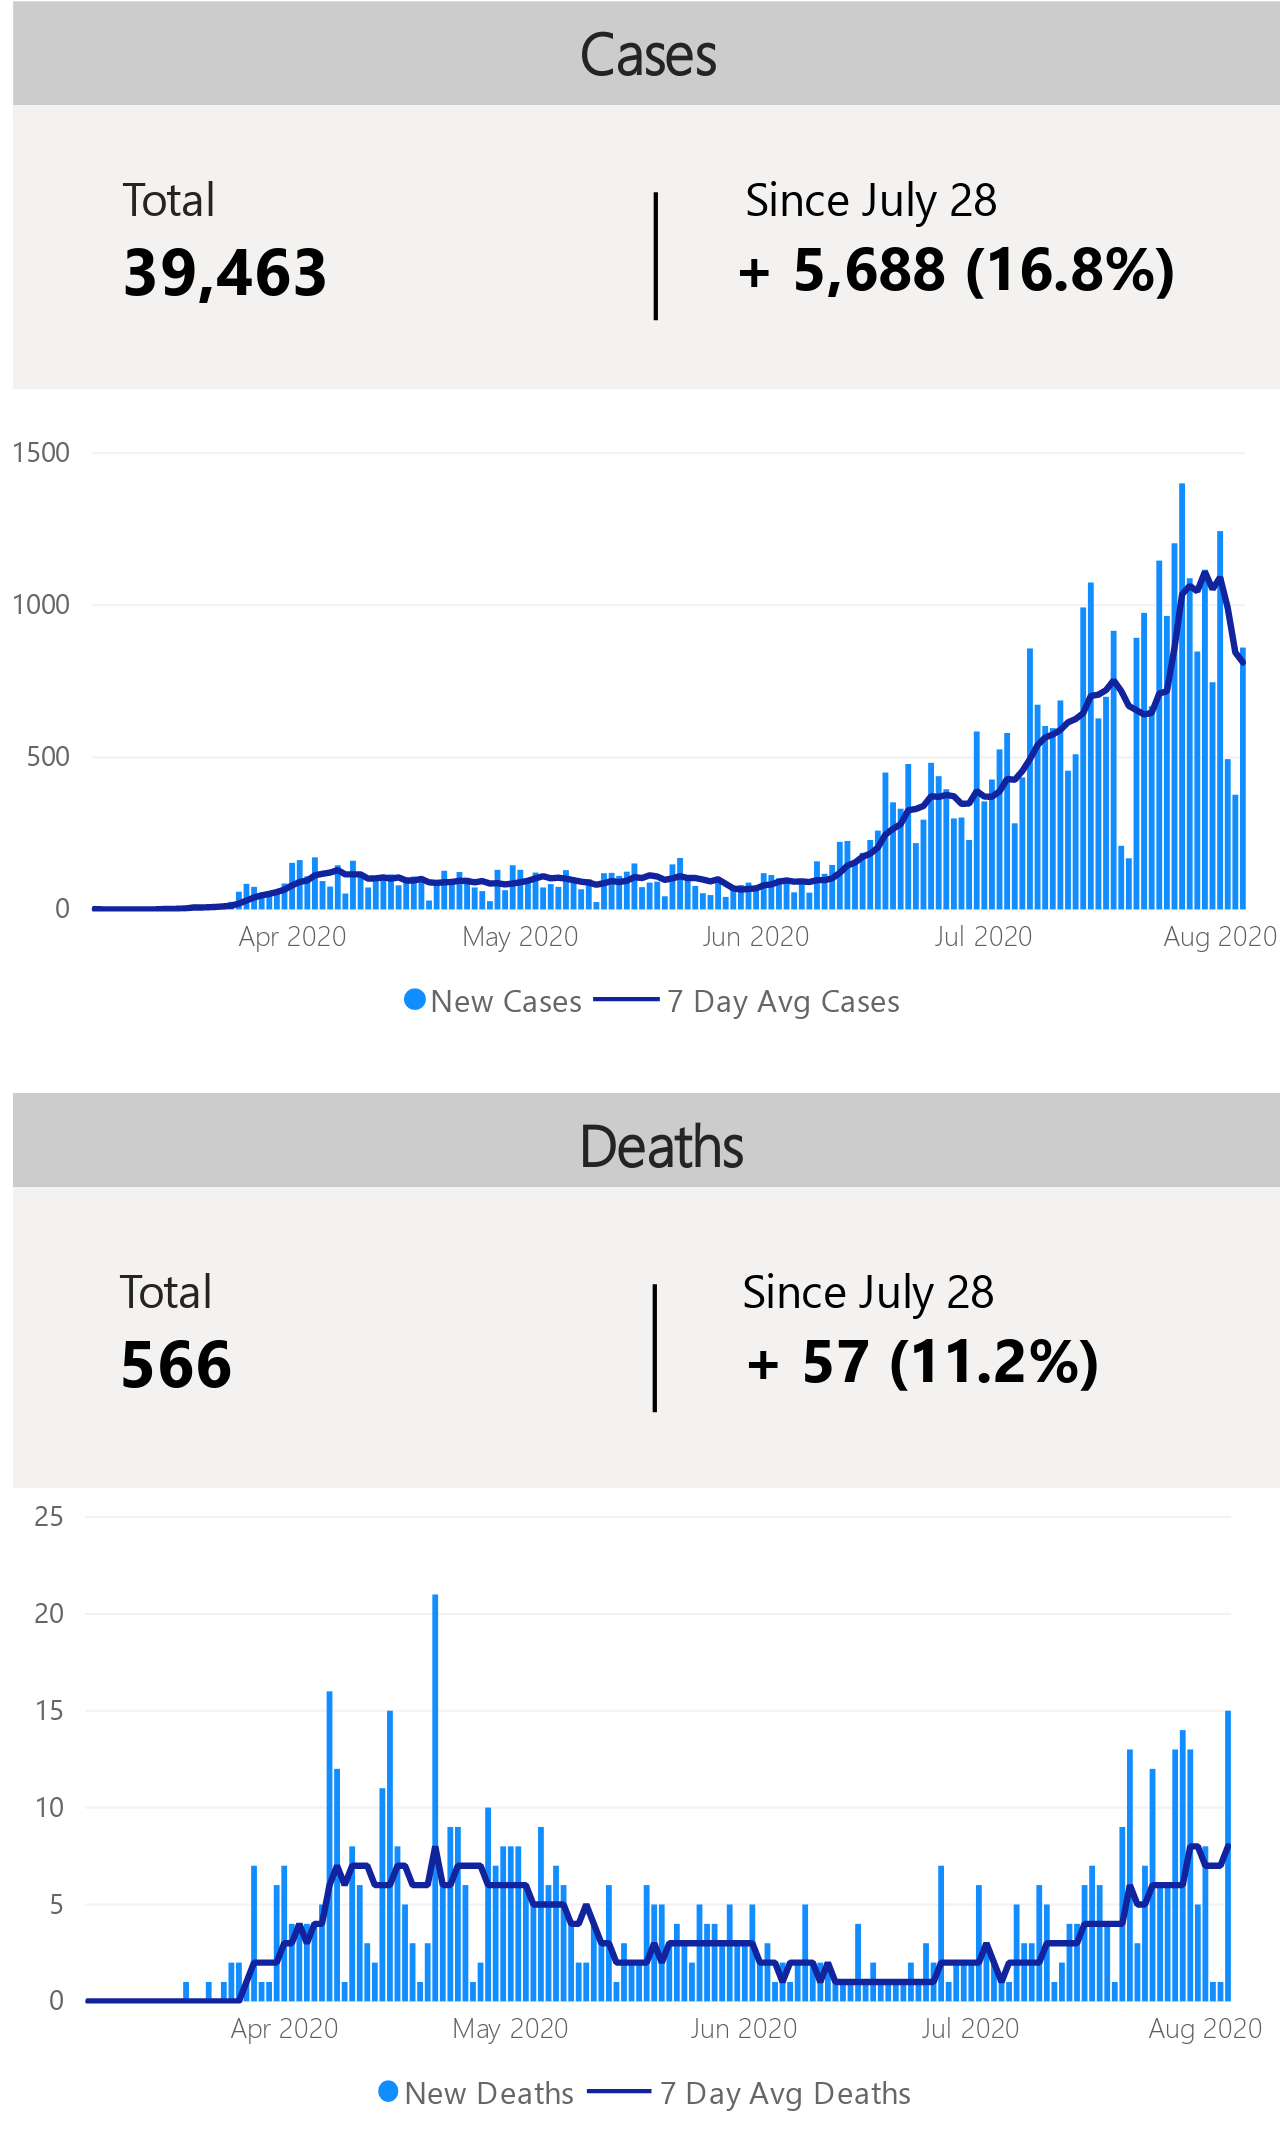 Cases
Total
Since July 28
39,463
+ 5,688 (16.8%)
1500
1000
500
0
Apr 2020
May 2020
Jun 2020
Jul 2020
Aug 2020
New Cases
7 Day Avg Cases
Deaths
Total
Since July 28
566
+ 57 (11.2%)
25
20
15
10
5
0
Apr 2020
May 2020
Jun 2020
Jul 2020
Aug 2020
New Deaths
7 Day Avg Deaths